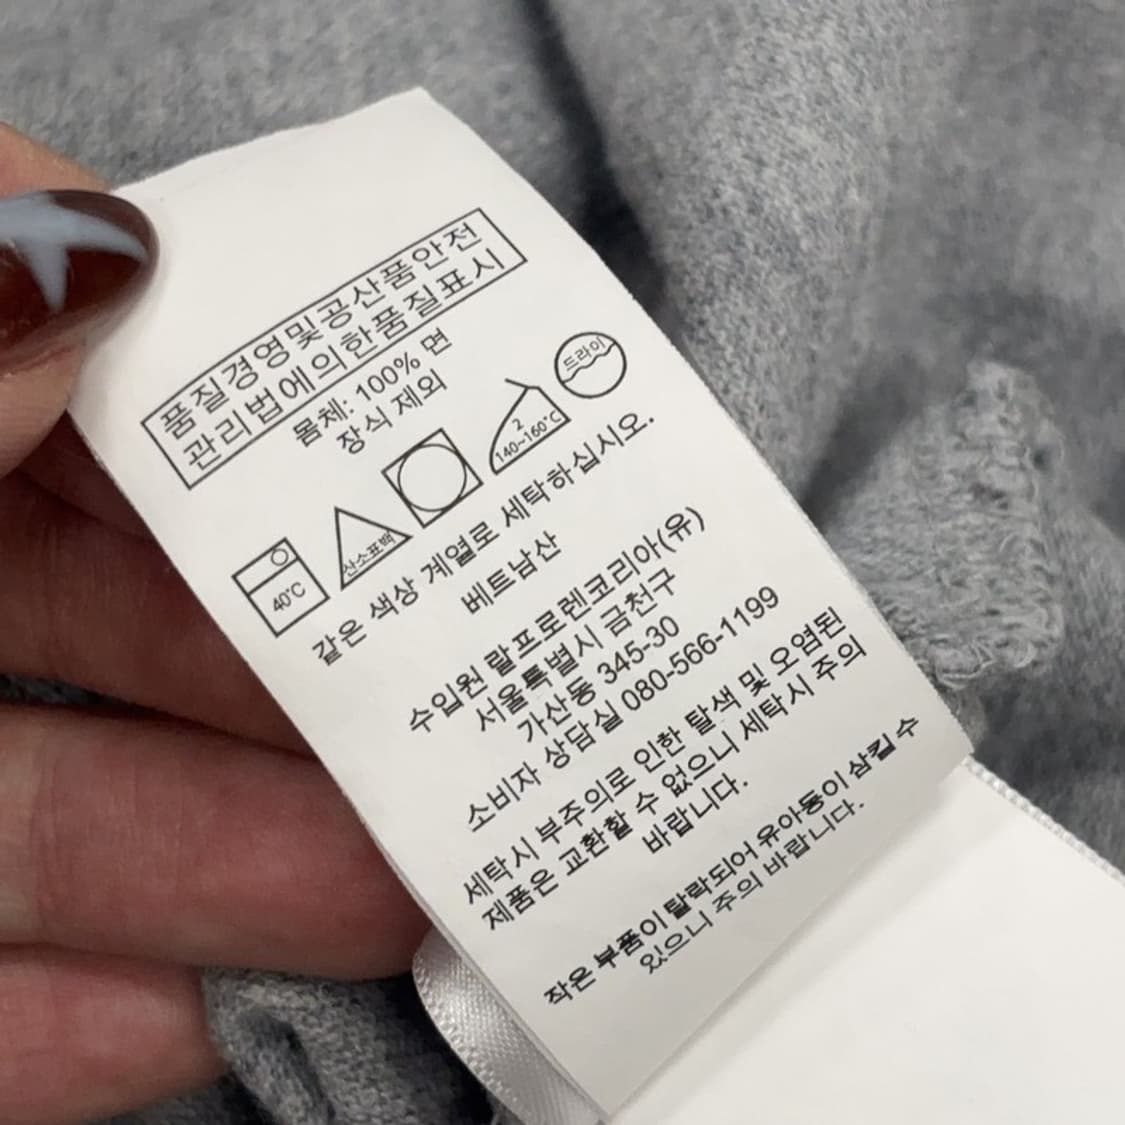 품질경영및공산품안전
관리법에의한품질표시
몸체: 100% 면
장식 제외
40°C
산소표백
2
140~160°C
드라이
같은 색상 계열로 세탁하십시오.
베트남산
수입원 랄프로렌코리아(유)
서울특별시 금천구
가산동 345-30
소비자 상담실 080-566-1199
세탁시 부주의로 인한 탈색 및 오염된
제품은 교환할 수 없으니 세탁시 주의
바랍니다.
작은 부품이 탈락되어 유아동이 삼킬 수
있으니 주의 바랍니다.